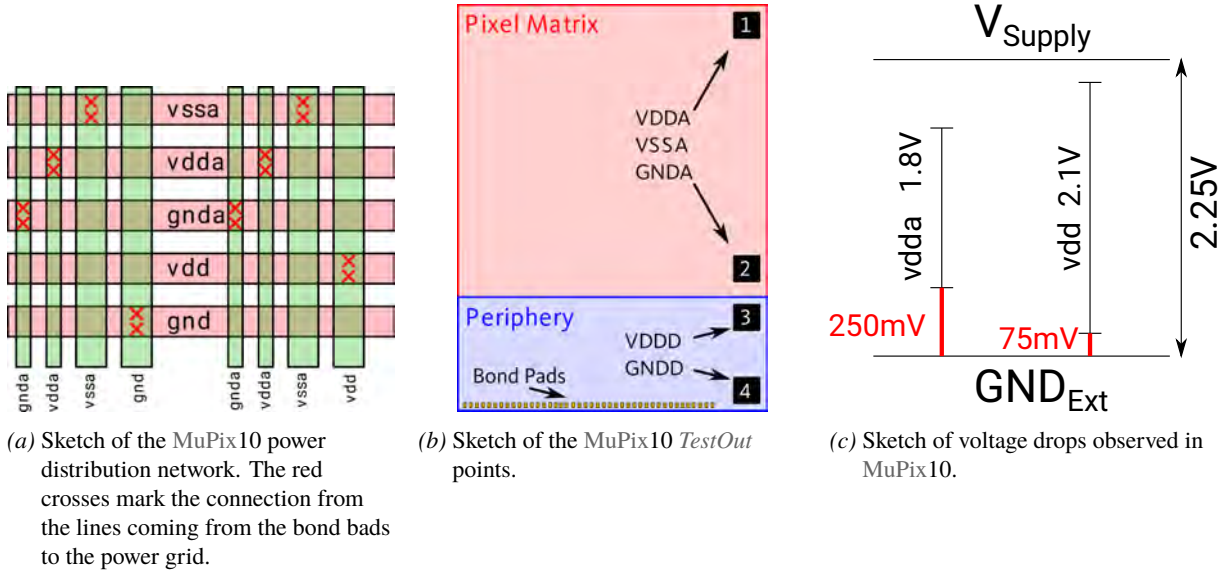 vssa
vdda
gnda
vdd
gnd
gnda
vdda
vssa
gnd
gnda
vdda
vssa
vdd
(a) Sketch of the MuPix10 power
distribution network. The red
crosses mark the connection from
the lines coming from the bond bads
to the power grid.
Pixel Matrix
1
VDDA
VSSA
GNDA
2
Periphery
3
VDDD
GNDD
Bond Pads
4
(b) Sketch of the MuPix10 TestOut
points.
VSupply
vdda 1.8V
vdd 2.1V
2.25V
250mV
75mV
GNDExt
(c) Sketch of voltage drops observed in
MuPix10.